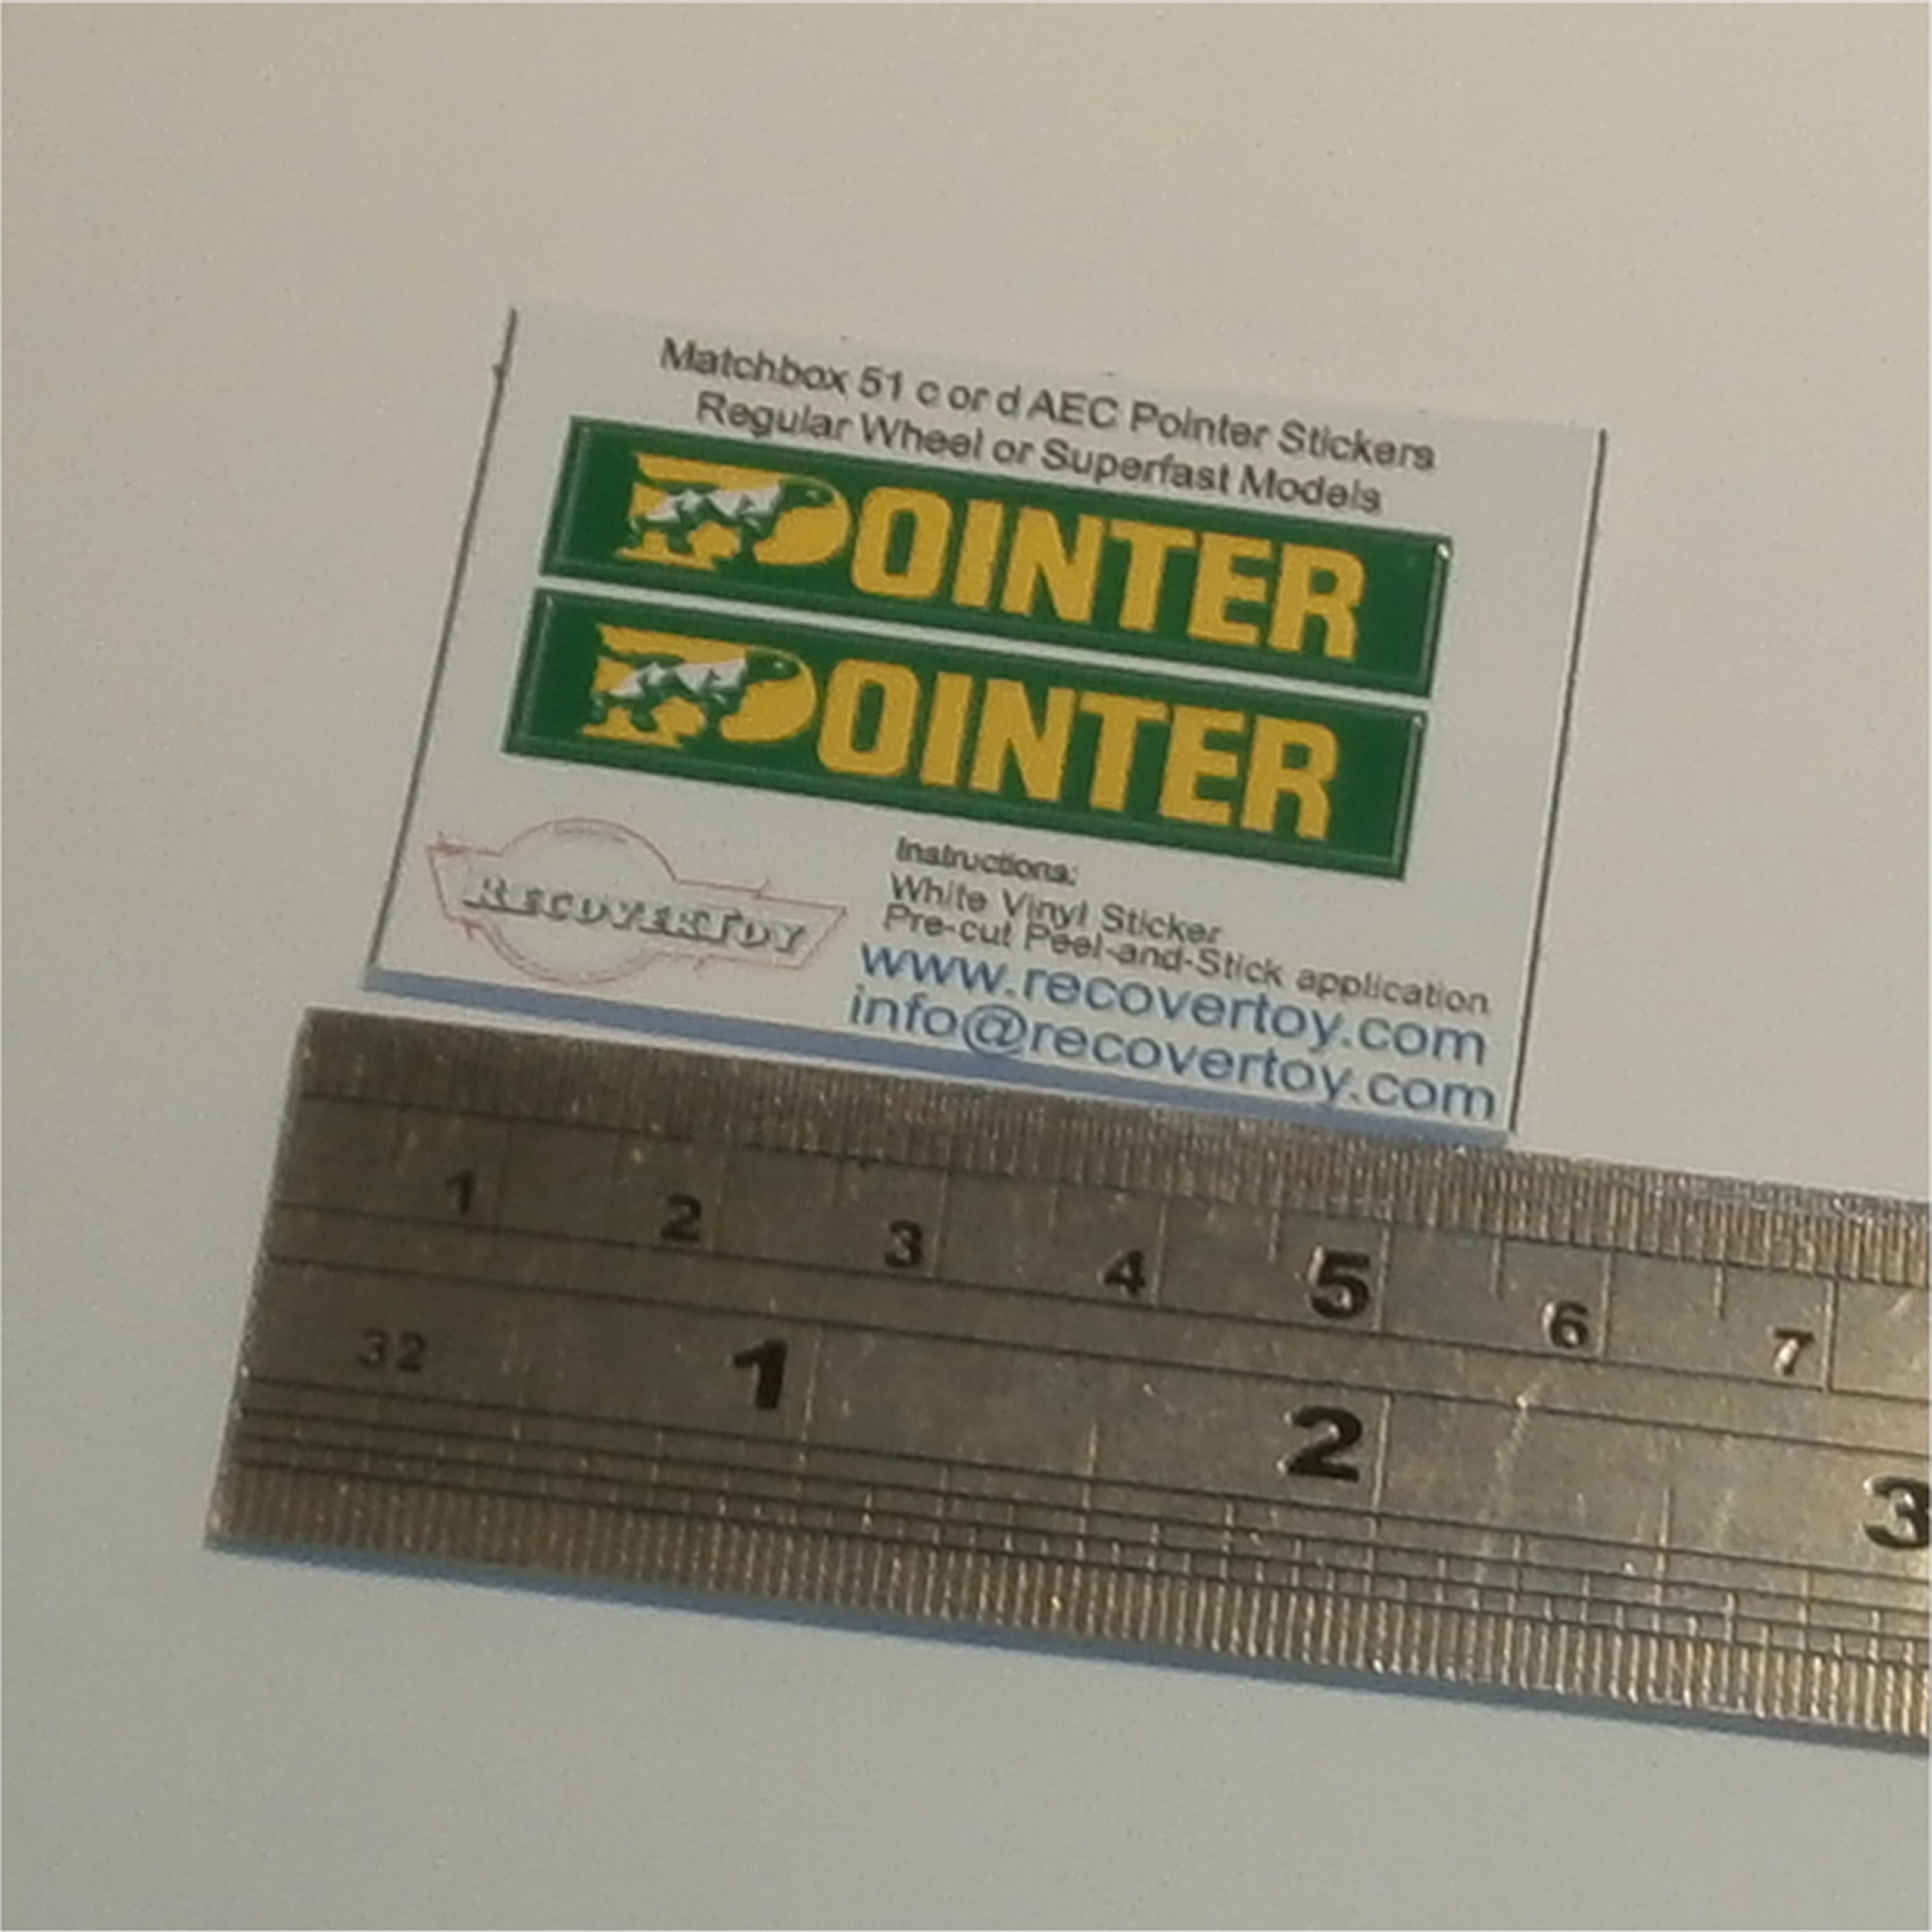 Matchbox 51 c or d AEC Pointer Stickers
Regular Wheel or Superfast Models
POINTER
POINTER
RECOVERTOY
Instructions:
White Vinyl Sticker
Pre-cut Peel-and-Stick application
www.recovertoy.com
info@recovertoy.com
1 2 3 4 5 6 7
32 1 2 3